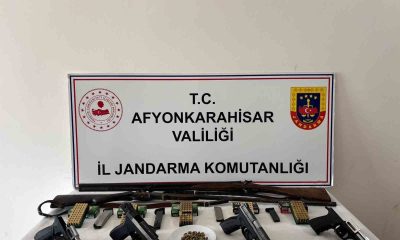 T.C.
AFYONKARAHİSAR
VALİLİĞİ
İL JANDARMA KOMUTANLIĞI